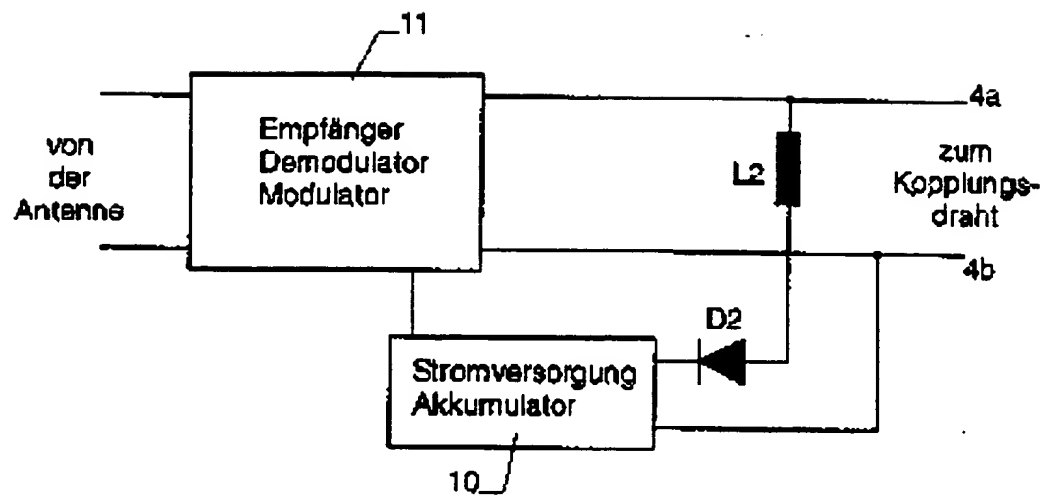 11
von
der
Antenne
Empfänger
Demodulator
Modulator
4a
L2
zum
Kopplungs-
draht
4b
D2
Stromversorgung
Akkumulator
10